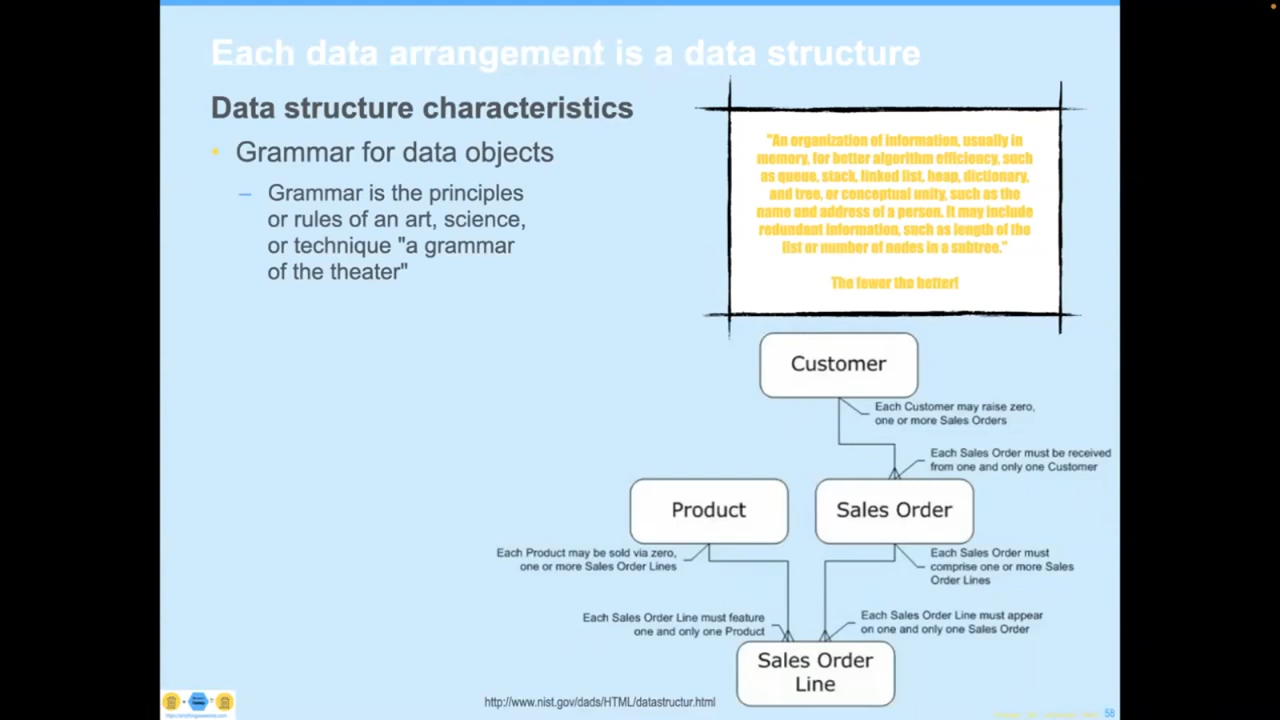 Each data arrangement is a data structure
Data structure characteristics
• Grammar for data objects
– Grammar is the principles
or rules of an art, science,
or technique "a grammar
of the theater"
"An organization of information, usually in
memory, for better algorithm efficiency, such
as queue, stack, linked list, heap, dictionary,
and tree, or conceptual unity, such as the
name and address of a person. It may include
redundant information, such as length of the
list or number of nodes in a subtree."
The fewer the better!
Customer
Each Customer may raise zero,
one or more Sales Orders
Each Sales Order must be received
from one and only one Customer
Product
Sales Order
Each Product may be sold via zero,
one or more Sales Order Lines
Each Sales Order must
comprise one or more Sales
Order Lines
Each Sales Order Line must feature
one and only one Product
Each Sales Order Line must appear
on one and only one Sales Order
Sales Order
Line
http://www.nist.gov/dads/HTML/datastructur.html
58